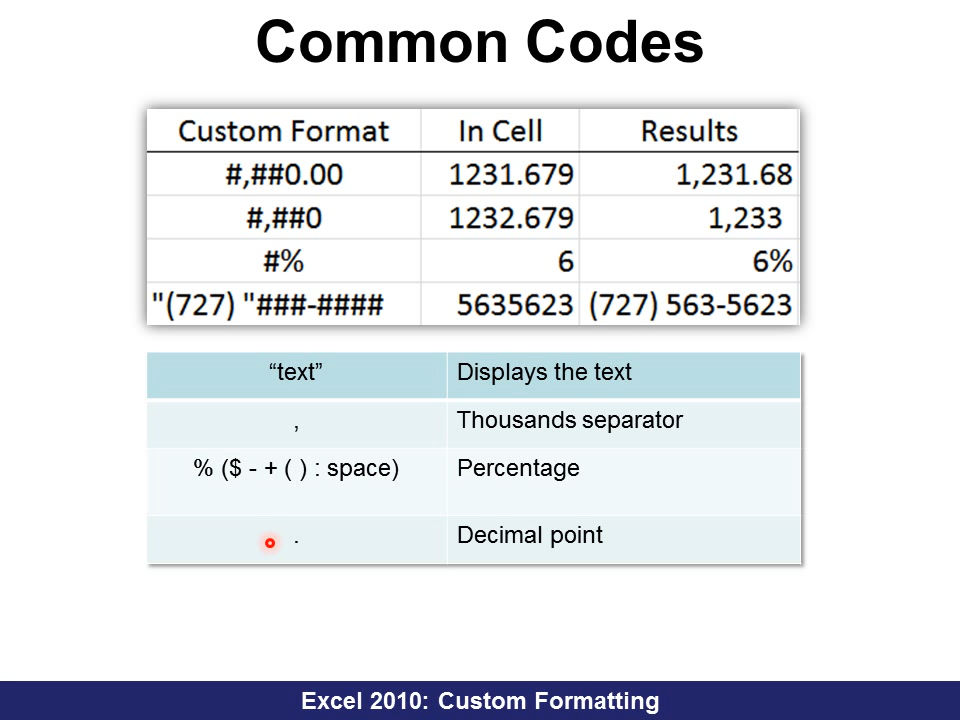 Common Codes
Custom Format In Cell Results
#,##0.00 1231.679 1,231.68
#,##0 1232.679 1,233
#% 6 6%
"(727) "###-#### 5635623 (727) 563-5623
“text” Displays the text
, Thousands separator
% ($ - + ( ) : space) Percentage
. Decimal point
Excel 2010: Custom Formatting